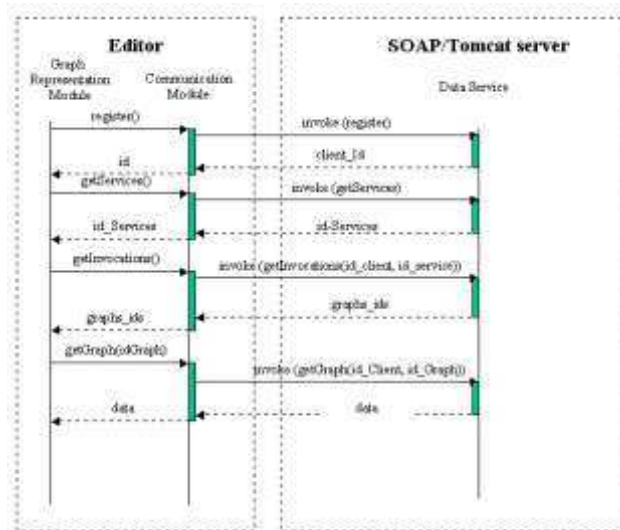 Editor
SOAP/Tomcat server
Graph
Representation
Module
Communication
Module
Data Service
register()
invoke (register)
id
client_Id
getServices()
invoke (getServices)
id_Services
id-Services
getInvocations()
invoke (getInvocations(id_client, id_service))
graphs_ids
graphs_ids
getGraph(idGraph)
invoke (getGraph(id_Client, id_Graph))
data
data